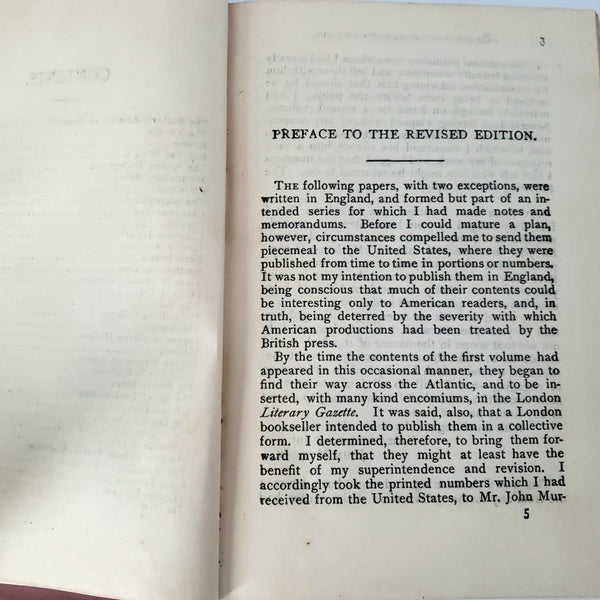 PREFACE TO THE REVISED EDITION.
THE following papers, with two exceptions, were
written in England, and formed but part of an in-
tended series for which I had made notes and
memorandums. Before I could mature a plan,
however, circumstances compelled me to send them
piecemeal to the United States, where they were
published from time to time in portions or numbers.
It was not my intention to publish them in England,
being conscious that much of their contents could
be interesting only to American readers, and, in
truth, being deterred by the severity with which
American productions had been treated by the
British press.
By the time the contents of the first volume had
appeared in this occasional manner, they began to
find their way across the Atlantic, and to be in-
serted, with many kind encomiums, in the London
Literary Gazette. It was said, also, that a London
bookseller intended to publish them in a collective
form. I determined, therefore, to bring them for-
ward myself, that they might at least have the
benefit of my superintendence and revision. I
accordingly took the printed numbers which I had
received from the United States, to Mr. John Mur-
5